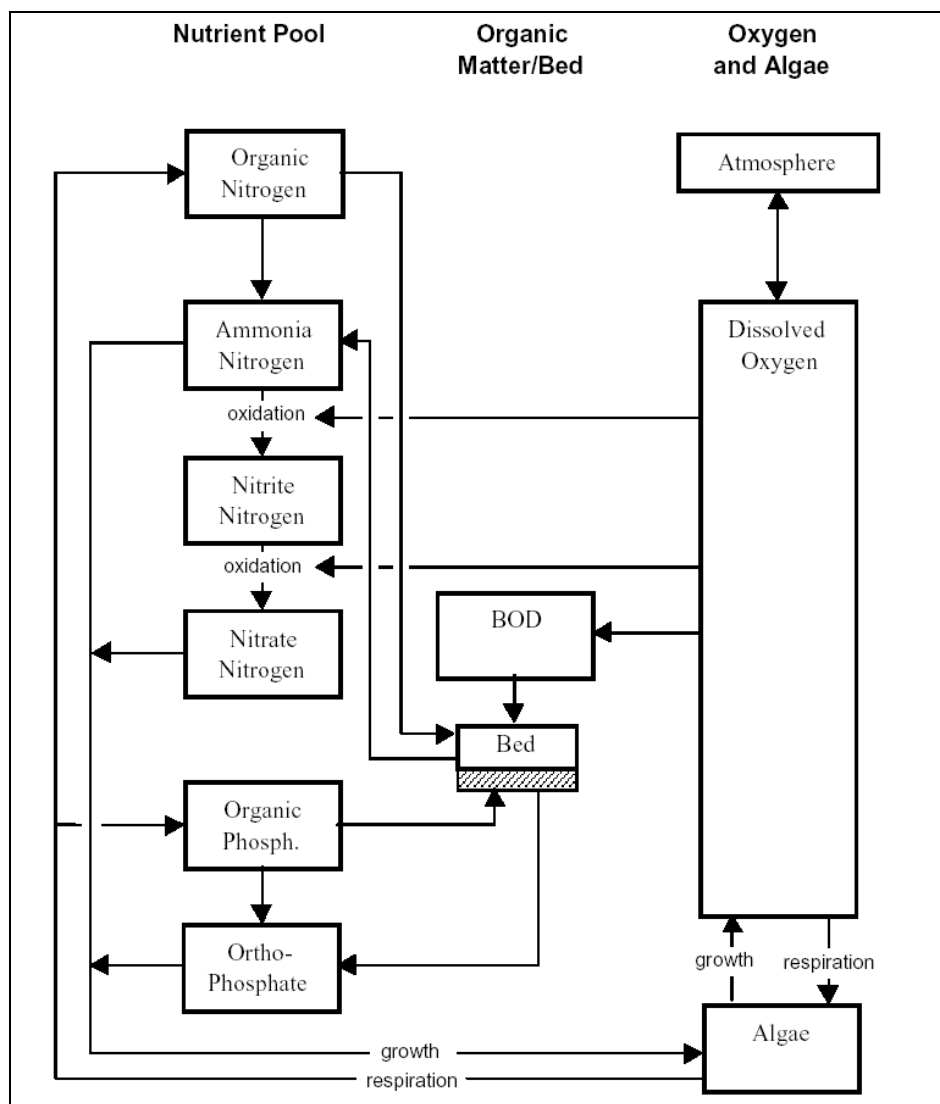 Nutrient Pool
Organic
Matter/Bed
Oxygen
and Algae
Organic
Nitrogen
Atmosphere
Ammonia
Nitrogen
Dissolved
Oxygen
oxidation
Nitrite
Nitrogen
oxidation
BOD
Nitrate
Nitrogen
Bed
Organic
Phosph.
Ortho-
Phosphate
growth
respiration
Algae
growth
respiration